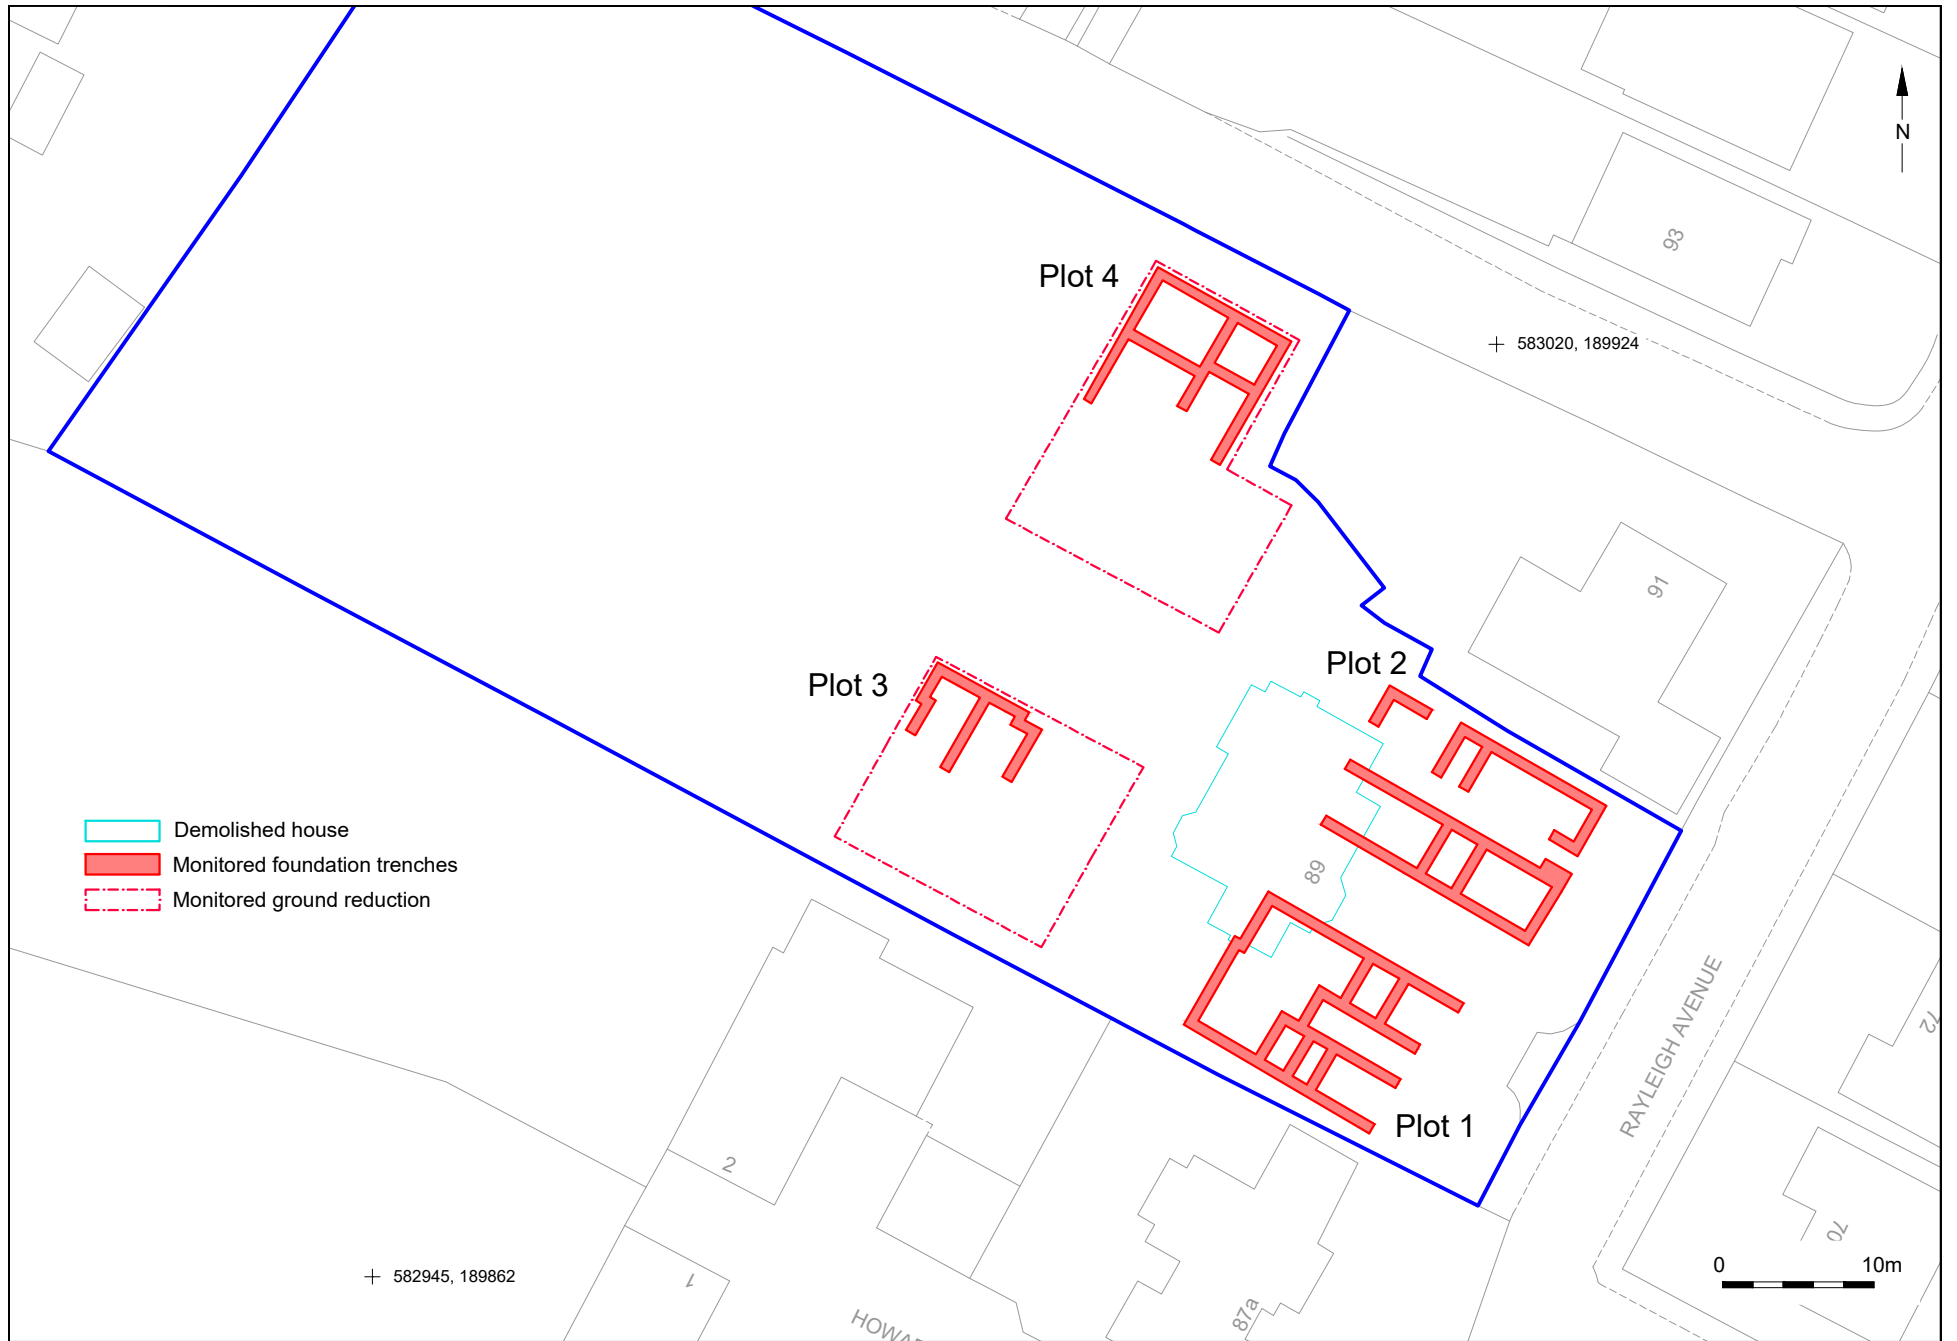 N
93
Plot 4
583020, 189924
91
Plot 2
Plot 3
Demolished house
Monitored foundation trenches
Monitored ground reduction
89
RAYLEIGH AVENUE
72
Plot 1
2
70
0 10m
582945, 189862
1
87a